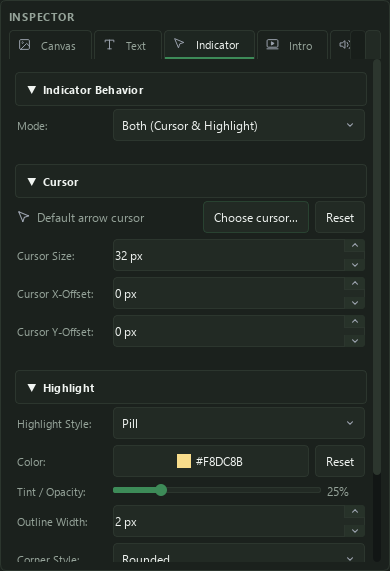 INSPECTOR
Canvas Text Indicator Intro
▼ Indicator Behavior
Mode: Both (Cursor & Highlight)
▼ Cursor
Default arrow cursor Choose cursor... Reset
Cursor Size: 32 px
Cursor X-Offset: 0 px
Cursor Y-Offset: 0 px
▼ Highlight
Highlight Style: Pill
Color: #F8DC8B Reset
Tint / Opacity: 25%
Outline Width: 2 px
Corner Style: Rounded